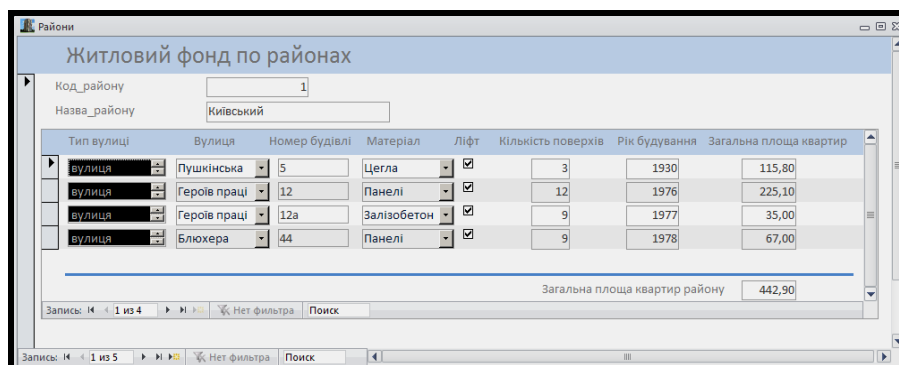 Райони
Житловий фонд по районах
Код_району 1
Назва_району Київський
Тип вулиці Вулиця Номер будівлі Матеріал Ліфт Кількість поверхів Рік будування Загальна площа квартир
вулиця Пушкінська 5 Цегла 3 1930 115,80
вулиця Героїв праці 12 Панелі 12 1976 225,10
вулиця Героїв праці 12а Залізобетон 9 1977 35,00
вулиця Блюхера 44 Панелі 9 1978 67,00
Загальна площа квартир району 442,90
Запись: 1 из 4 Нет фильтра Поиск
Запись: 1 из 5 Нет фильтра Поиск